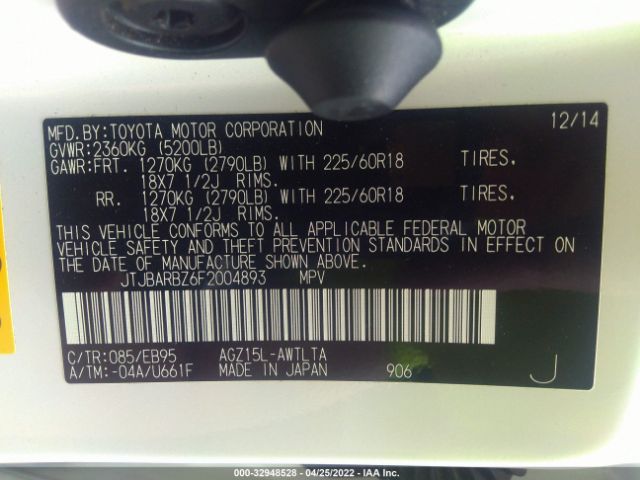 MFD.BY:TOYOTA MOTOR CORPORATION 12/14
GVWR:2360KG (5200LB)
GAWR:FRT. 1270KG (2790LB) WITH 225/60R18 TIRES,
18X7 1/2J RIMS.
RR. 1270KG (2790LB) WITH 225/60R18 TIRES,
18X7 1/2J RIMS.
THIS VEHICLE CONFORMS TO ALL APPLICABLE FEDERAL MOTOR
VEHICLE SAFETY AND THEFT PREVENTION STANDARDS IN EFFECT ON
THE DATE OF MANUFACTURE SHOWN ABOVE.
JTJBARBZ6F2004893 MPV
C/TR:085/EB95 AGZ15L-AWTLTA
A/TM:-04A/U661F MADE IN JAPAN 906 J
000-32948528 - 04/25/2022 - IAA Inc.